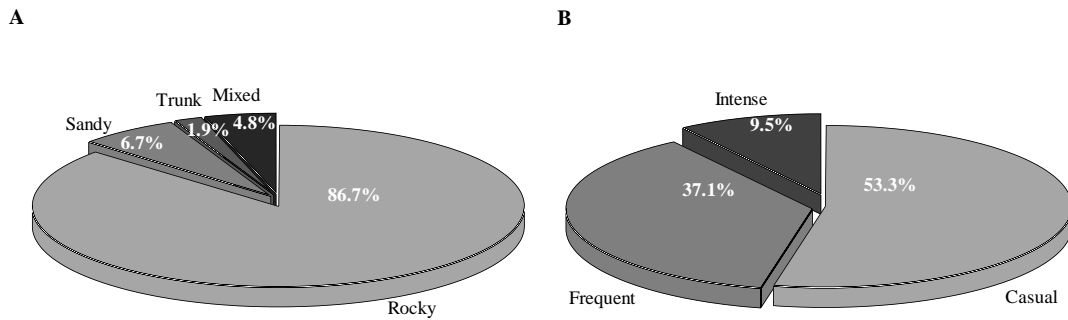 A
Trunk
Mixed
Sandy
4.8%
1.9%
6.7%
86.7%
Rocky
B
Intense
9.5%
37.1%
53.3%
Frequent
Casual